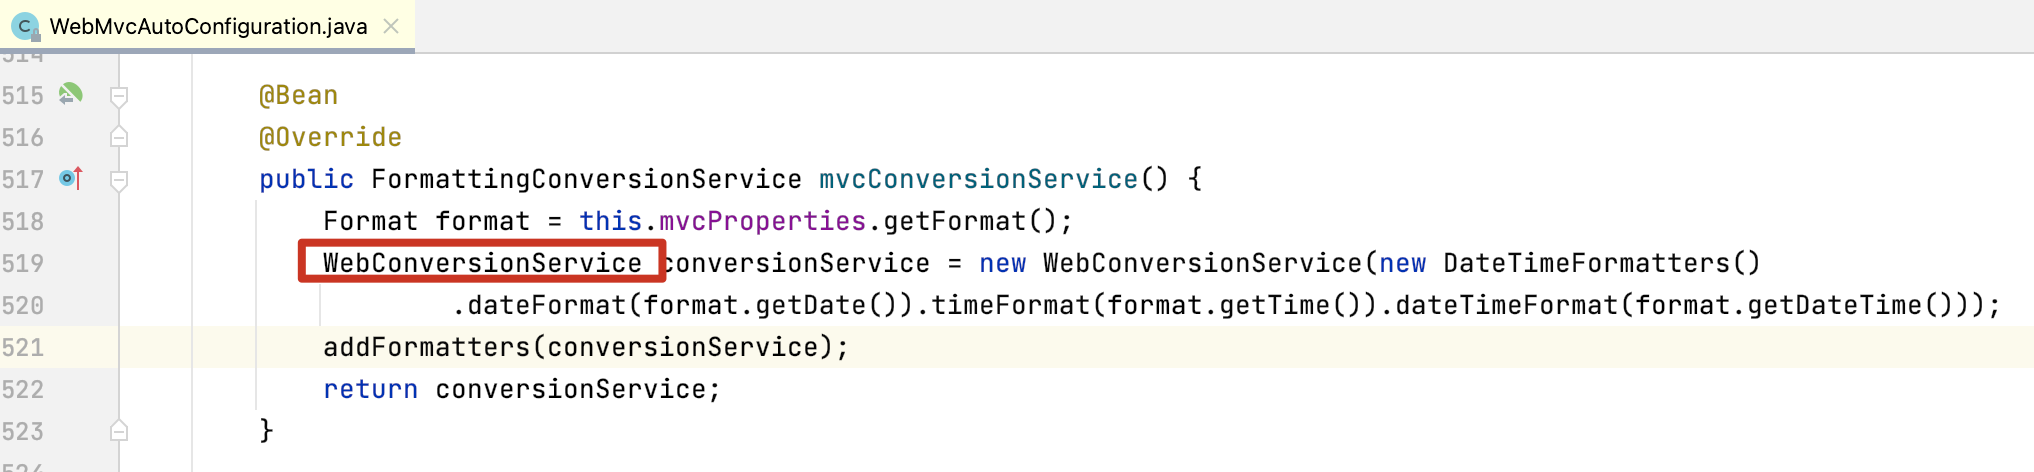 WebMvcAutoConfiguration.java
514
515 @Bean
516 @Override
517 public FormattingConversionService mvcConversionService() {
518 Format format = this.mvcProperties.getFormat();
519 WebConversionService conversionService = new WebConversionService(new DateTimeFormatters()
520 .dateFormat(format.getDate()).timeFormat(format.getTime()).dateTimeFormat(format.getDateTime()));
521 addFormatters(conversionService);
522 return conversionService;
523 }
524